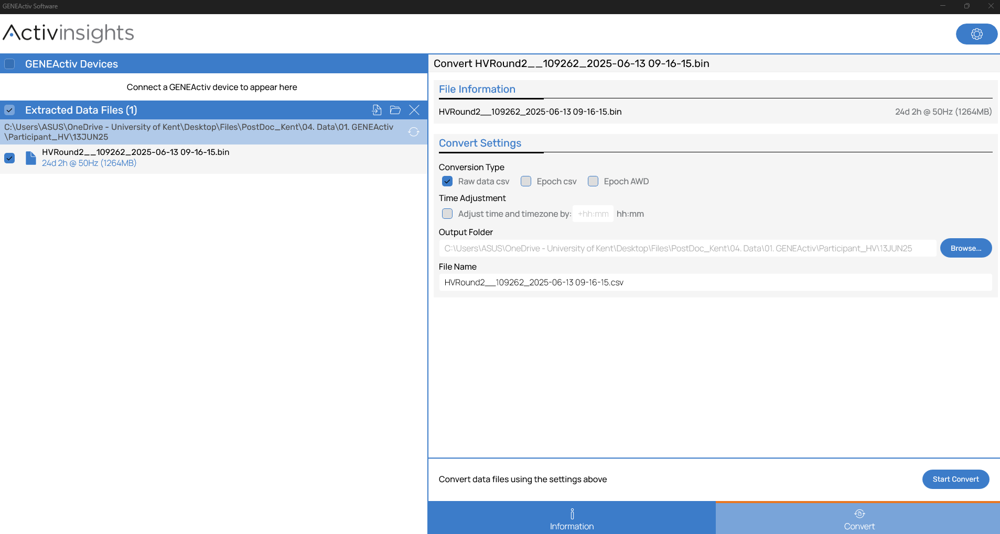 GENEActiv Software
Activinsights
GENEActiv Devices
Connect a GENEActiv device to appear here
Extracted Data Files (1)
C:\Users\ASUS\OneDrive - University of Kent\Desktop\Files\PostDoc_Kent\04. Data\01. GENEActiv
\Participant_HV\13JUN25
HVRound2__109262_2025-06-13 09-16-15.bin
24d 2h @ 50Hz (1264MB)
Convert HVRound2__109262_2025-06-13 09-16-15.bin
File Information
HVRound2__109262_2025-06-13 09-16-15.bin
24d 2h @ 50Hz (1264MB)
Convert Settings
Conversion Type
Raw data csv Epoch csv Epoch AWD
Time Adjustment
Adjust time and timezone by: +hh:mm hh:mm
Output Folder
C:\Users\ASUS\OneDrive - University of Kent\Desktop\Files\PostDoc_Kent\04. Data\01. GENEActiv\Participant_HV\13JUN25
Browse...
File Name
HVRound2__109262_2025-06-13 09-16-15.csv
Convert data files using the settings above
Start Convert
Information
Convert